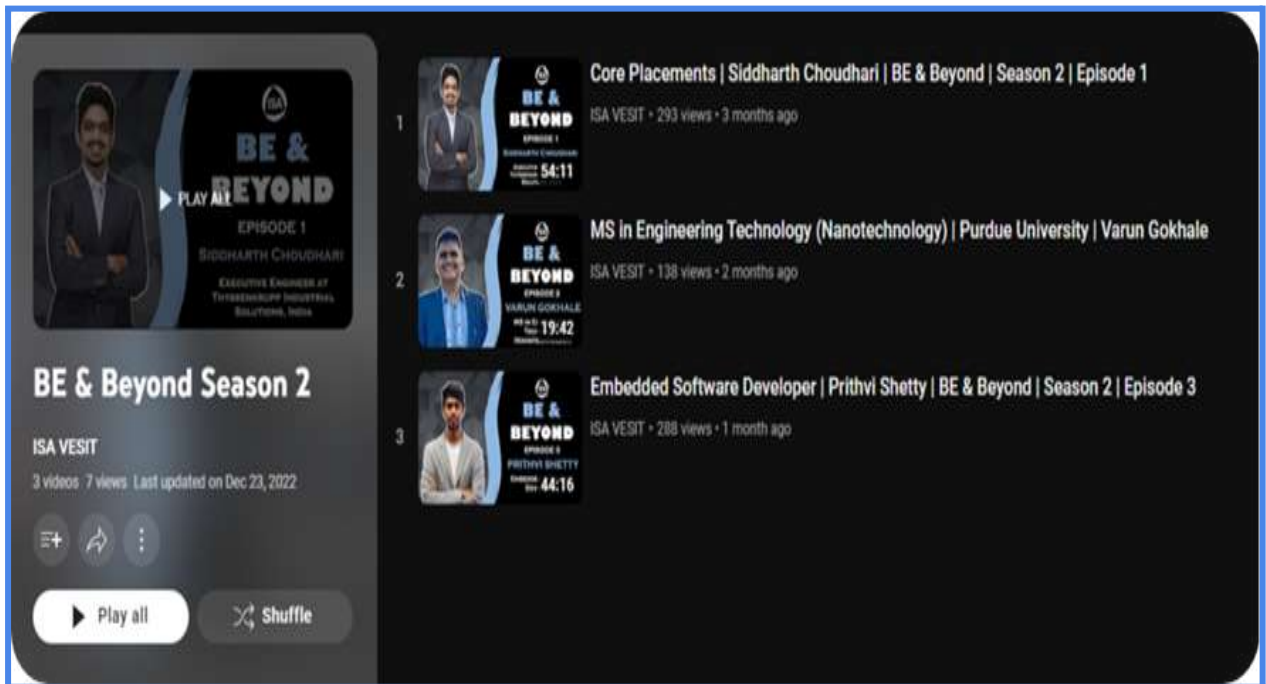 ISA
BE &
BEYOND
PLAY ALL
EPISODE 1
SIDDHARTH CHOUDHARI
EXECUTIVE ENGINEER AT
THYSSENKRUPP INDUSTRIAL
SOLUTIONS, INDIA
BE & Beyond Season 2
ISA VESIT
3 videos 7 views Last updated on Dec 23, 2022
Play all
Shuffle
1
BE &
BEYOND
EPISODE 1
SIDDHARTH CHOUDHARI
54:11
Core Placements | Siddharth Choudhari | BE & Beyond | Season 2 | Episode 1
ISA VESIT • 293 views • 3 months ago
2
BE &
BEYOND
VARUN GOKHALE
19:42
MS in Engineering Technology (Nanotechnology) | Purdue University | Varun Gokhale
ISA VESIT • 138 views • 2 months ago
3
BE &
BEYOND
EPISODE 3
PRITHVI SHETTY
44:16
Embedded Software Developer | Prithvi Shetty | BE & Beyond | Season 2 | Episode 3
ISA VESIT • 288 views • 1 month ago